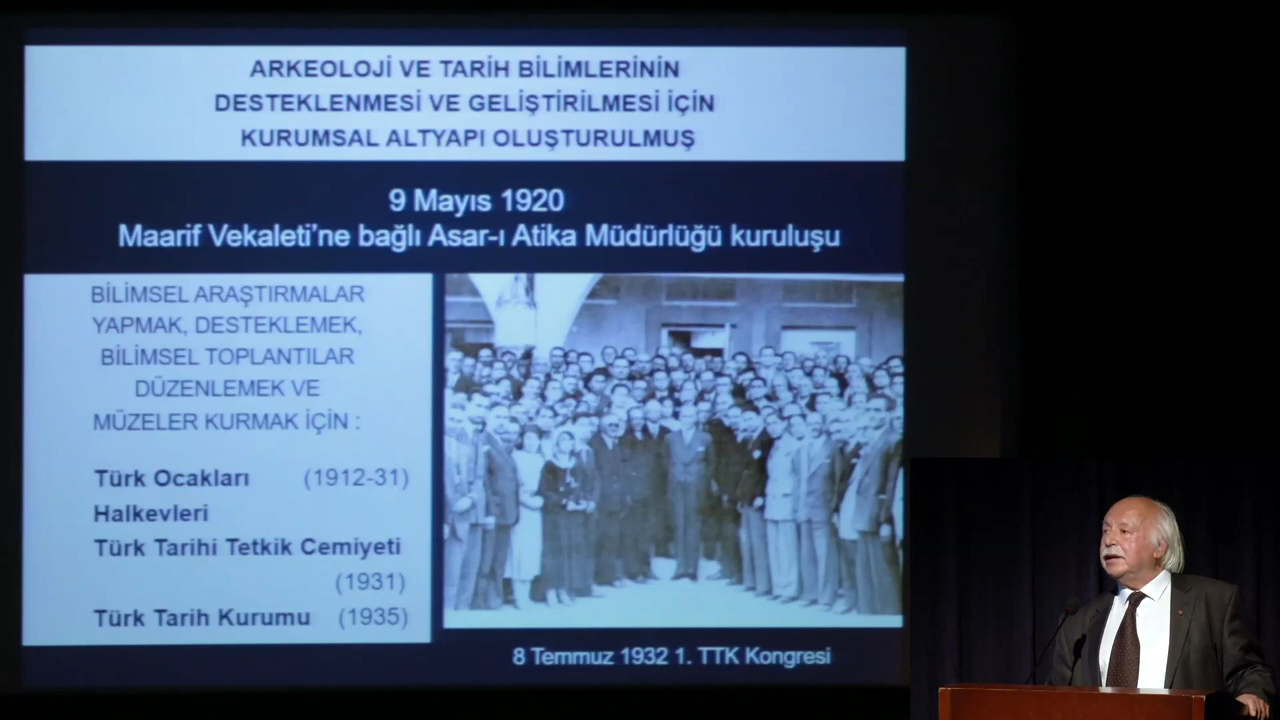 ARKEOLOJİ VE TARİH BİLİMLERİNİN
DESTEKLENMESİ VE GELİŞTİRİLMESİ İÇİN
KURUMSAL ALTYAPI OLUŞTURULMUŞ
9 Mayıs 1920
Maarif Vekaleti'ne bağlı Asar-ı Atika Müdürlüğü kuruluşu
BİLİMSEL ARAŞTIRMALAR
YAPMAK, DESTEKLEMEK,
BİLİMSEL TOPLANTILAR
DÜZENLEMEK VE
MÜZELER KURMAK İÇİN :
Türk Ocakları (1912-31)
Halkevleri
Türk Tarihi Tetkik Cemiyeti
(1931)
Türk Tarih Kurumu (1935)
8 Temmuz 1932 1. TTK Kongresi